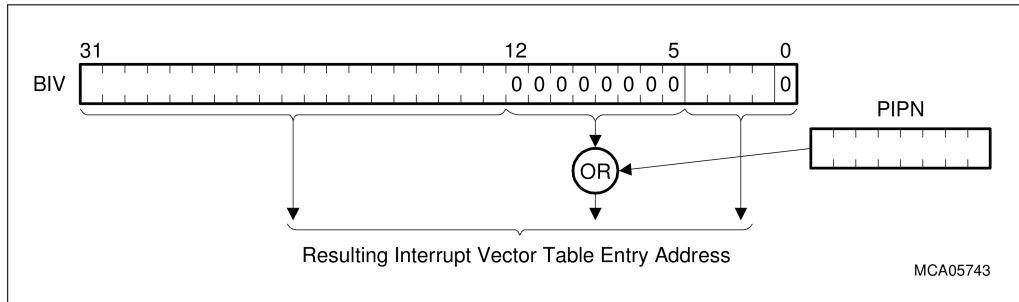 31 12 5 0
BIV 0 0 0 0 0 0 0 0 0
PIPN
OR
Resulting Interrupt Vector Table Entry Address
MCA05743